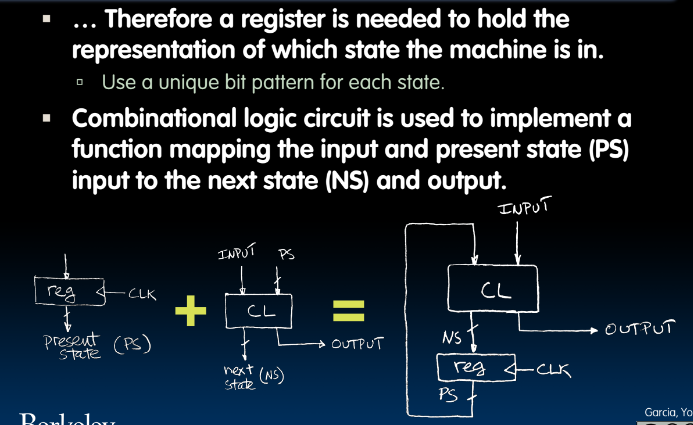 ... Therefore a register is needed to hold the
representation of which state the machine is in.
Use a unique bit pattern for each state.
Combinational logic circuit is used to implement a
function mapping the input and present state (PS)
input to the next state (NS) and output.
reg
CLK
present
state (PS)
+
INPUT PS
CL
OUTPUT
next
state (NS)
=
INPUT
CL
NS
OUTPUT
reg
CLK
PS
Berkeley
Garcia,